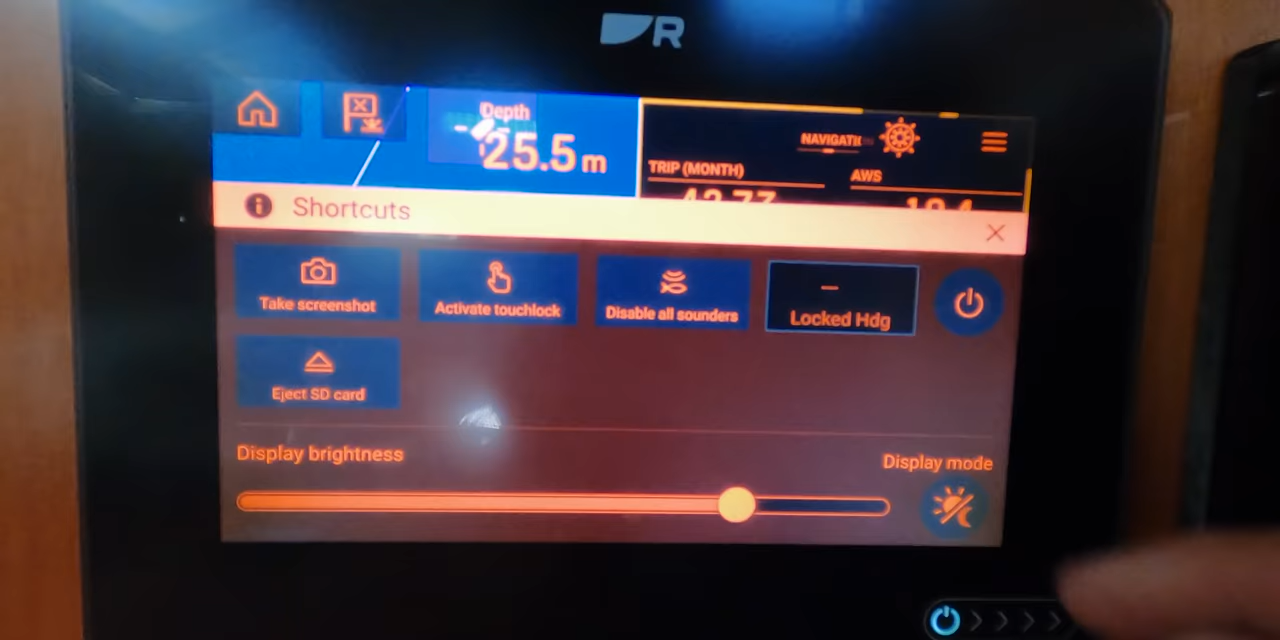 R
Depth
25.5 m
NAVIGATI
TRIP (MONTH)
AWS
Shortcuts
Take screenshot
Activate touchlock
Disable all sounders
Locked Hdg
Eject SD card
Display brightness
Display mode